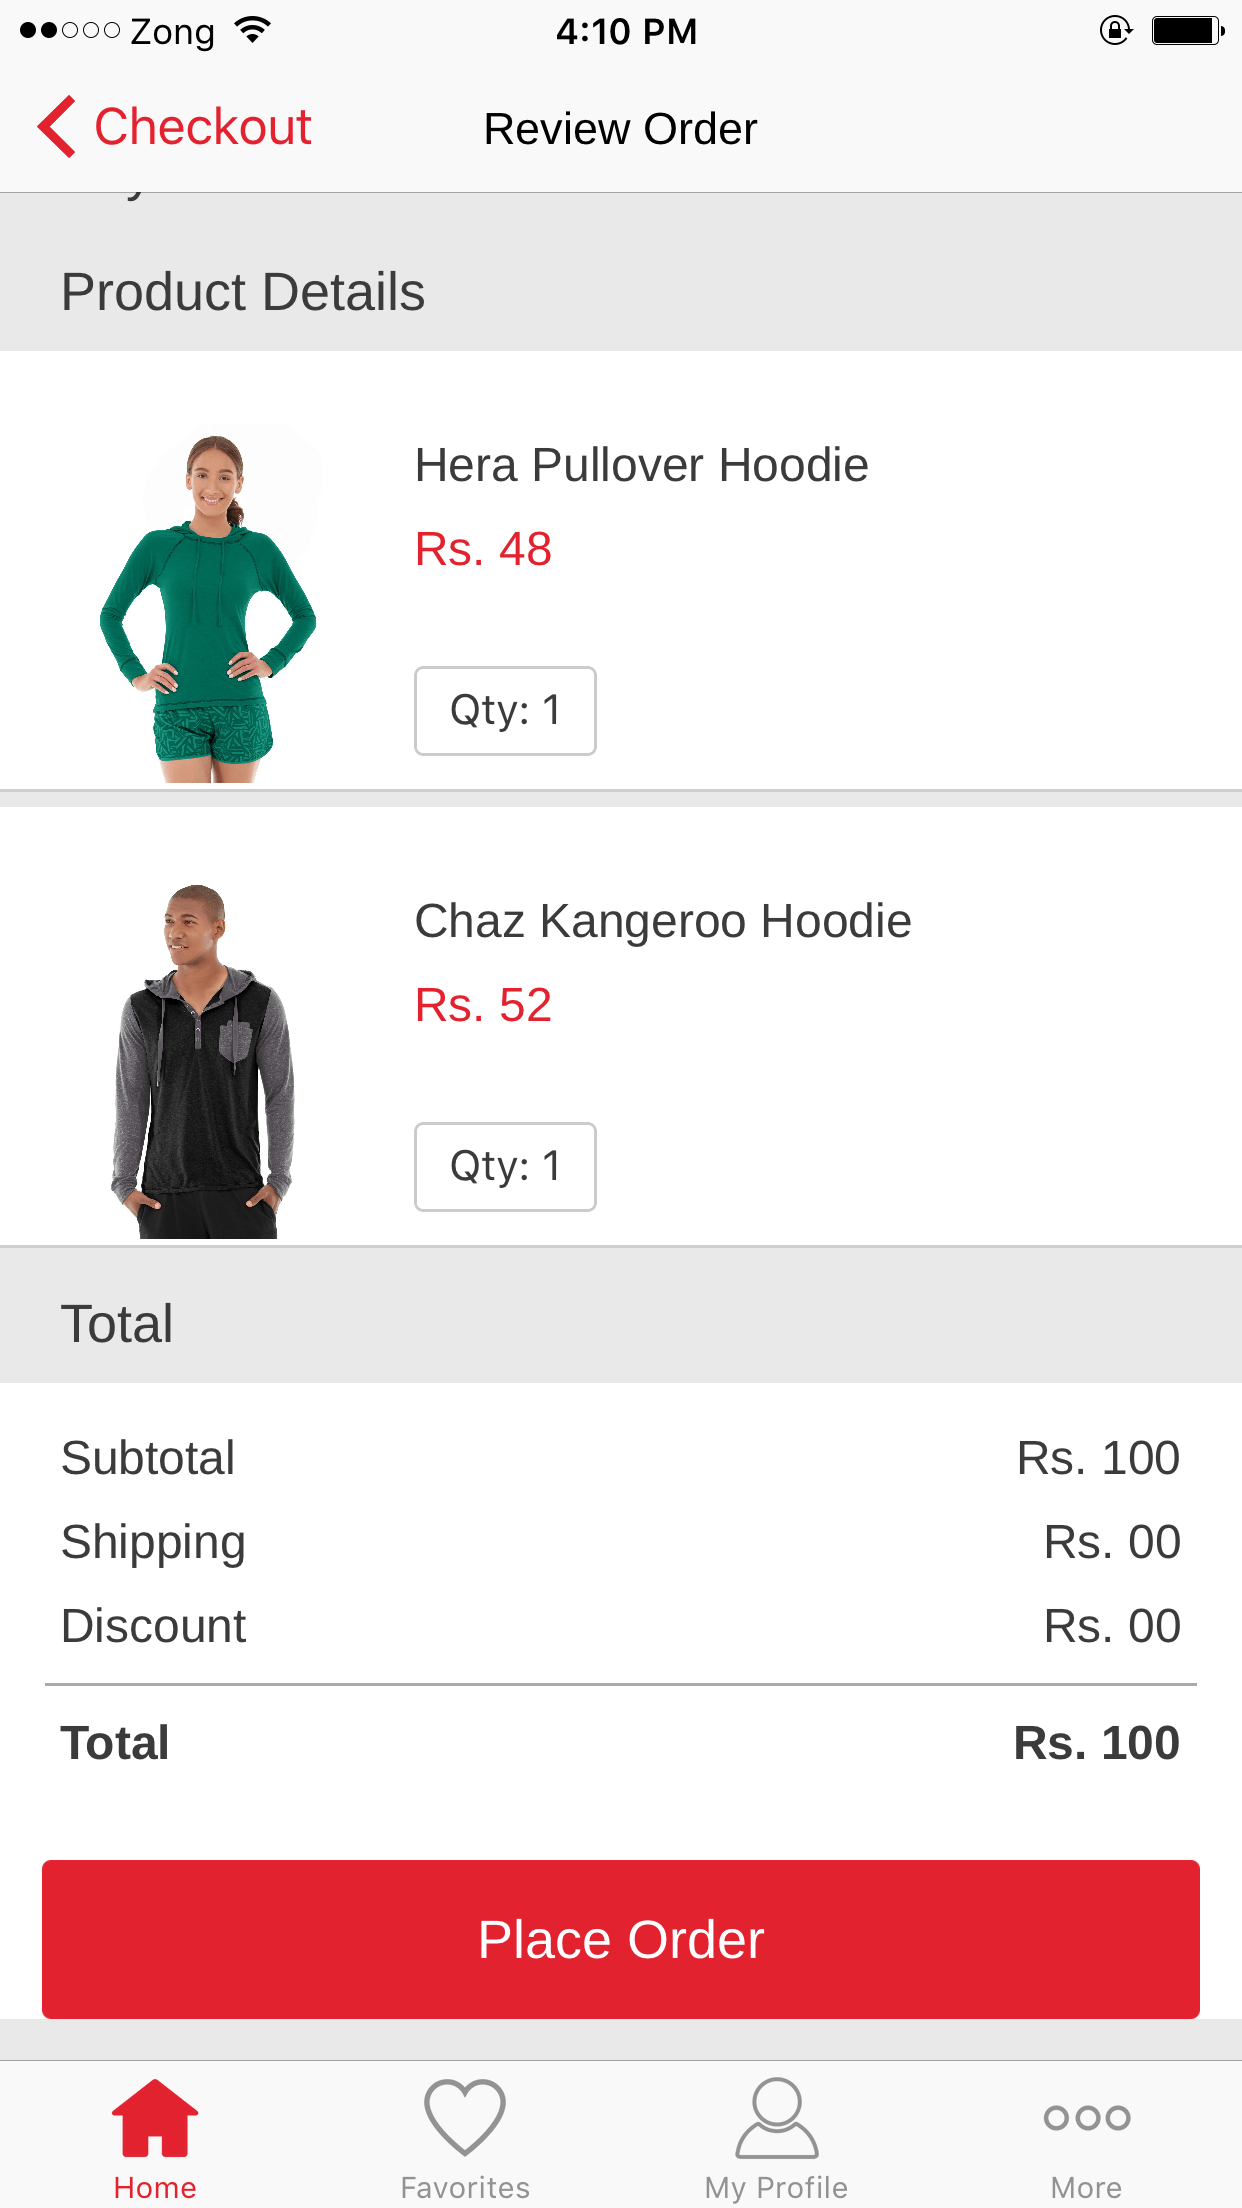 Zong 4:10 PM
Checkout Review Order
Product Details
Hera Pullover Hoodie
Rs. 48
Qty: 1
Chaz Kangeroo Hoodie
Rs. 52
Qty: 1
Total
Subtotal Rs. 100
Shipping Rs. 00
Discount Rs. 00
Total Rs. 100
Place Order
Home Favorites My Profile More